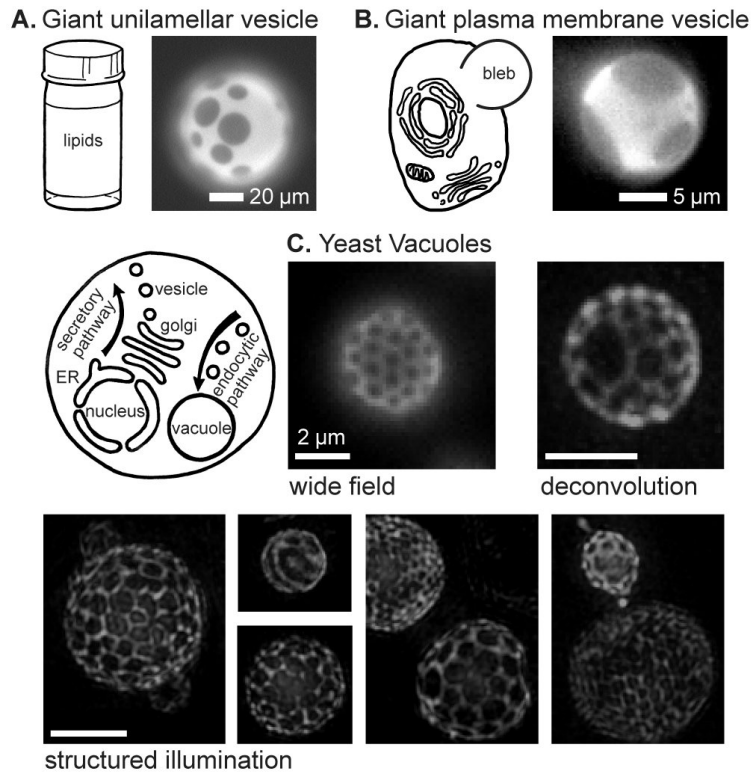 A. Giant unilamellar vesicle
B. Giant plasma membrane vesicle
lipids
20 µm
bleb
5 µm
C. Yeast Vacuoles
secretory
pathway
vesicle
golgi
endocytic
pathway
ER
nucleus
vacuole
2 µm
wide field
deconvolution
structured illumination